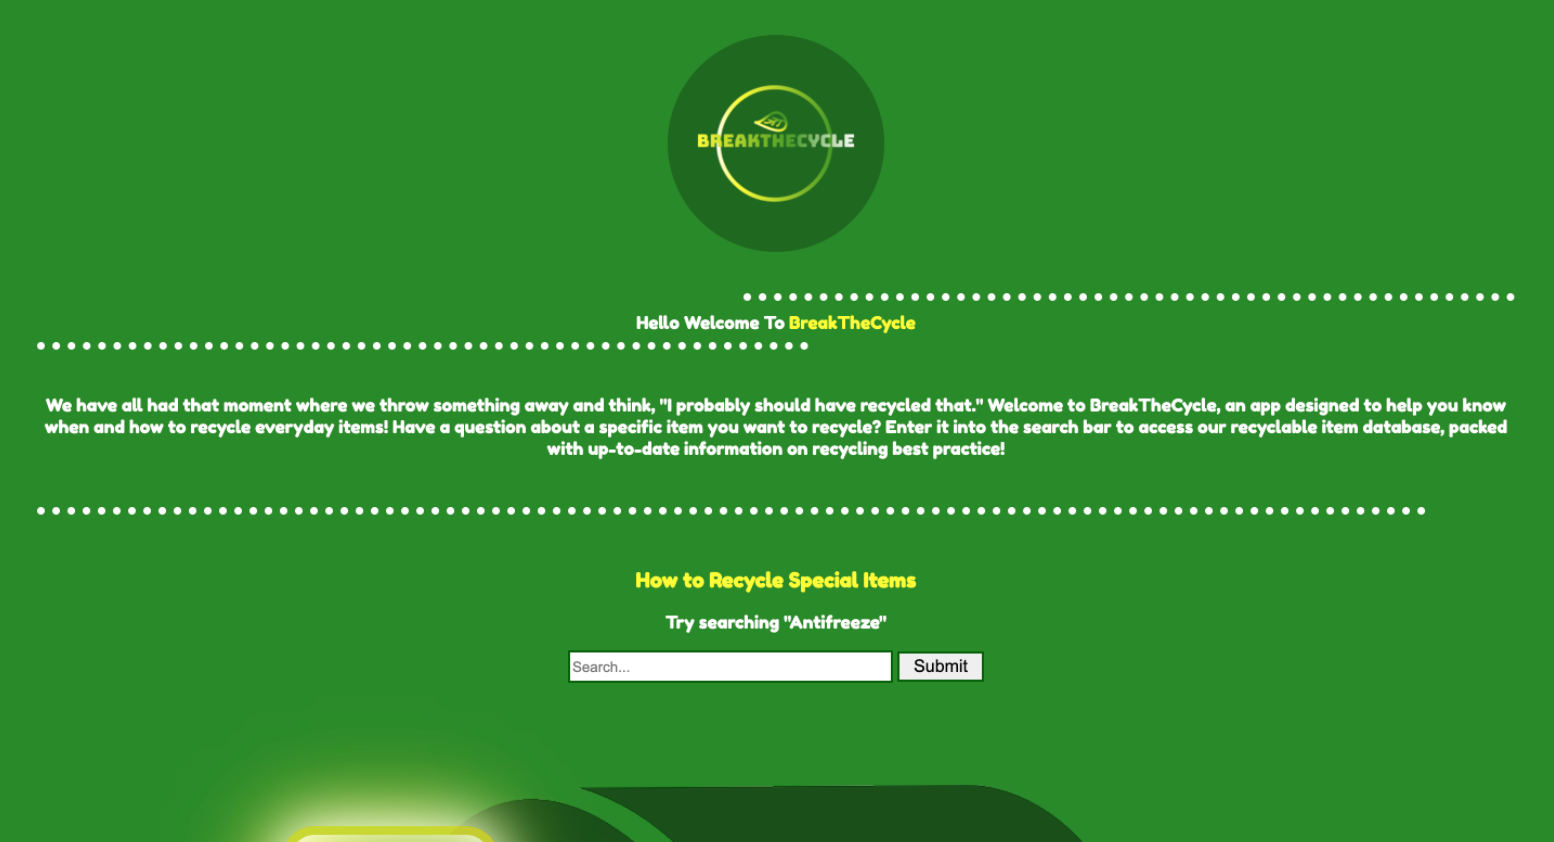 BREAKTHECYCLE
Hello Welcome To BreakTheCycle
We have all had that moment where we throw something away and think, "I probably should have recycled that." Welcome to BreakTheCycle, an app designed to help you know
when and how to recycle everyday items! Have a question about a specific item you want to recycle? Enter it into the search bar to access our recyclable item database, packed
with up-to-date information on recycling best practice!
How to Recycle Special Items
Try searching "Antifreeze"
Search... Submit